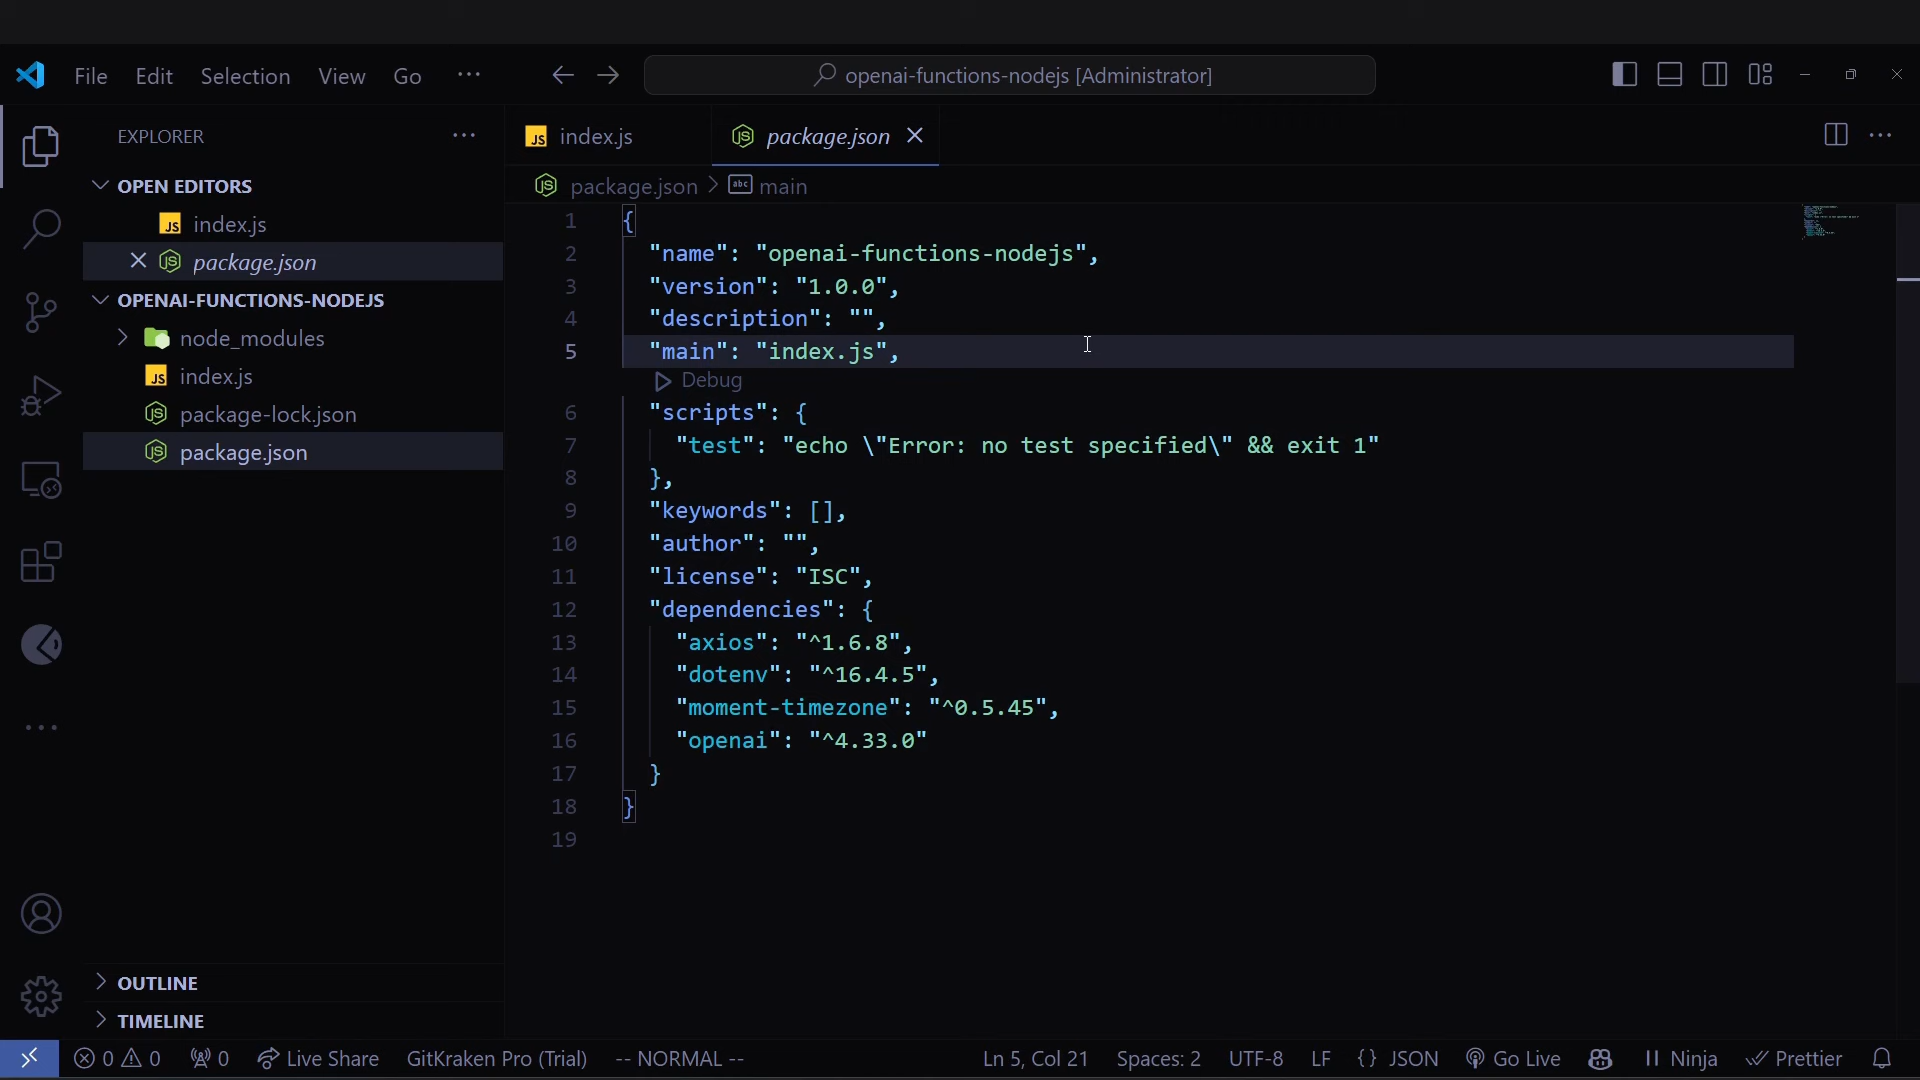 File Edit Selection View Go ···
openai-functions-nodejs [Administrator]
EXPLORER ···
OPEN EDITORS
JS index.js
package.json
OPENAI-FUNCTIONS-NODEJS
node_modules
JS index.js
package-lock.json
package.json
OUTLINE
TIMELINE
JS index.js
package.json
package.json > abc main
1 {
2 "name": "openai-functions-nodejs",
3 "version": "1.0.0",
4 "description": "",
5 "main": "index.js",
Debug
6 "scripts": {
7 "test": "echo \"Error: no test specified\" && exit 1"
8 },
9 "keywords": [],
10 "author": "",
11 "license": "ISC",
12 "dependencies": {
13 "axios": "^1.6.8",
14 "dotenv": "^16.4.5",
15 "moment-timezone": "^0.5.45",
16 "openai": "^4.33.0"
17 }
18 }
19
0 0 0 Live Share GitKraken Pro (Trial) -- NORMAL -- Ln 5, Col 21 Spaces: 2 UTF-8 LF {} JSON Go Live Ninja Prettier